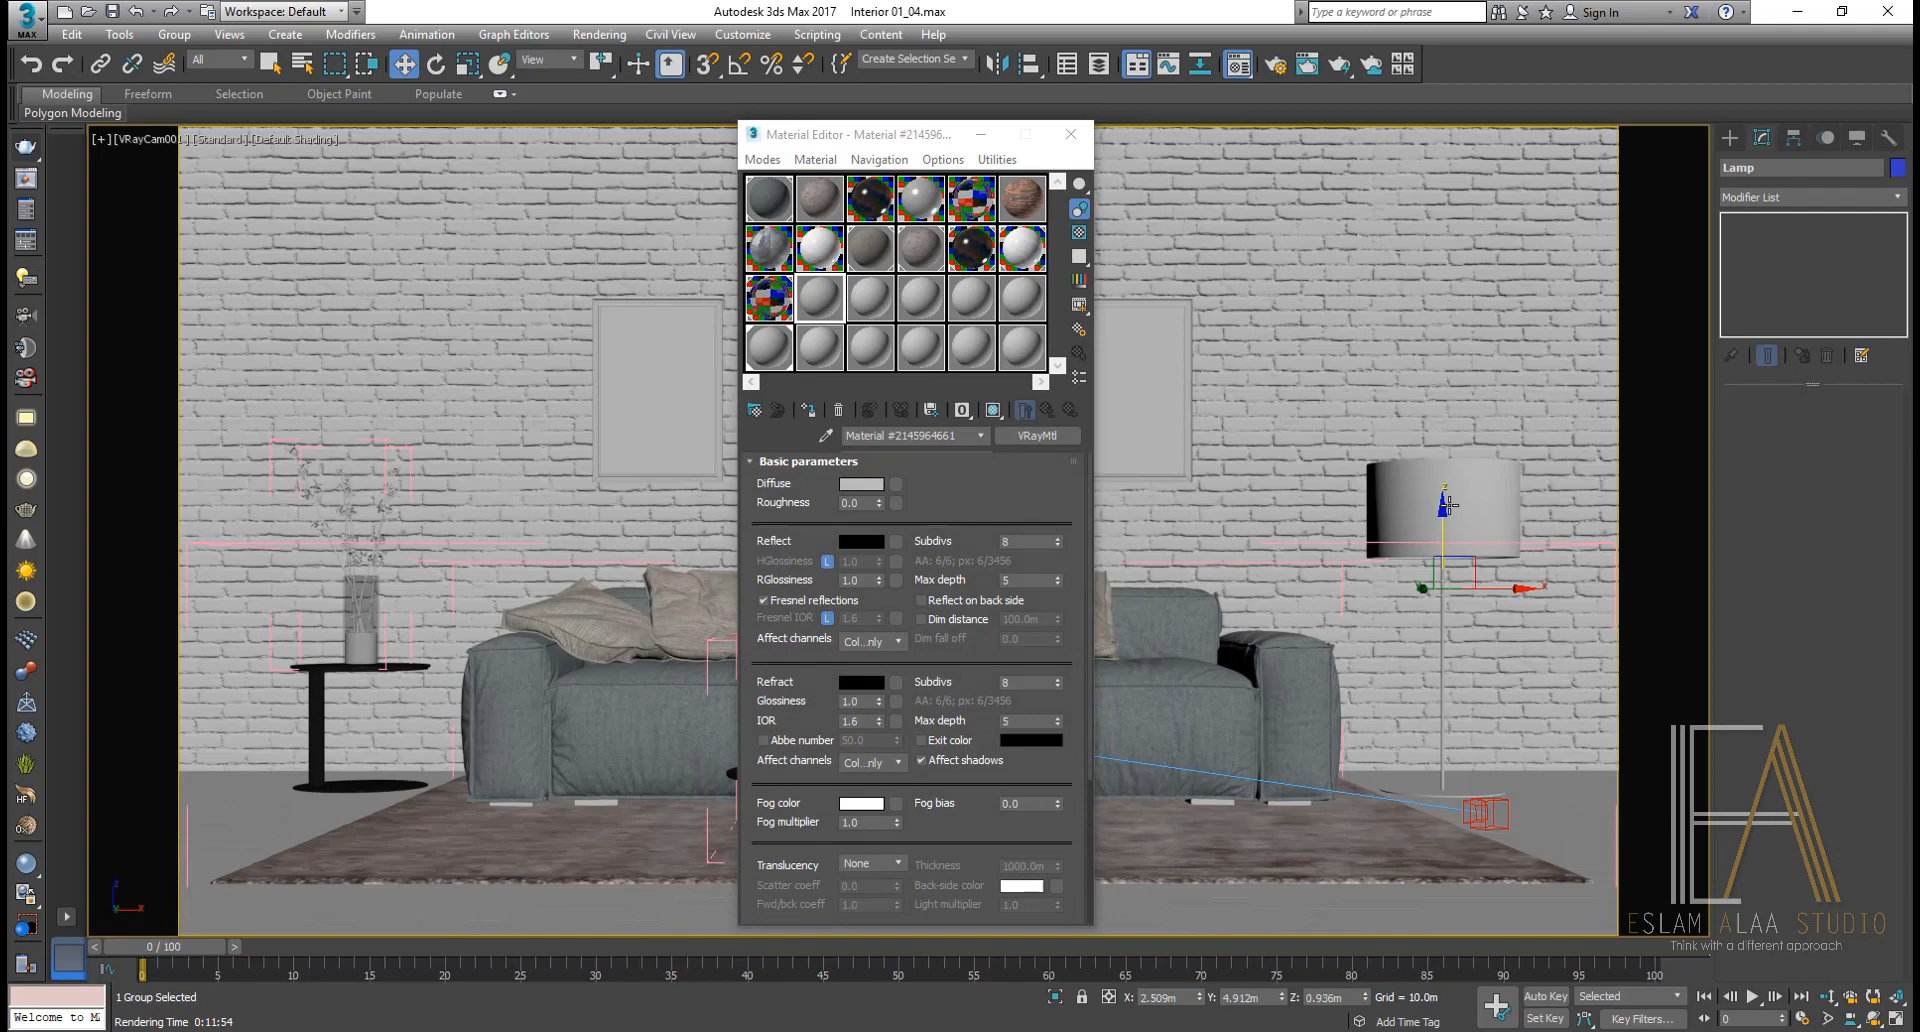 MAX
Workspace: Default
Autodesk 3ds Max 2017 Interior 01_04.max
Type a keyword or phrase
Sign In
Edit Tools Group Views Create Modifiers Animation Graph Editors Rendering Civil View Customize Scripting Content Help
All
View
Create Selection Se
Modeling Freeform Selection Object Paint Populate
Polygon Modeling
[+] [VRayCam001] [Standard] [Default Shading]
Material Editor - Material #214596...
Modes Material Navigation Options Utilities
Lamp
Modifier List
Material #2145964661 VRayMtl
Basic parameters
Diffuse
Roughness 0.0
Reflect Subdivs 8
HGlossiness L 1.0 AA: 6/6; px: 6/3456
RGlossiness 1.0 Max depth 5
Fresnel reflections Reflect on back side
Fresnel IOR L 1.6 Dim distance 100.0m
Affect channels Col...nly Dim fall off 0.0
Refract Subdivs 8
Glossiness 1.0 AA: 6/6; px: 6/3456
IOR 1.6 Max depth 5
Abbe number 50.0 Exit color
Affect channels Col...nly Affect shadows
Fog color Fog bias 0.0
Fog multiplier 1.0
Translucency None Thickness 1000.0m
Scatter coeff 0.0 Back-side color
Fwd/bck coeff 1.0 Light multiplier 1.0
z
x
HF
ESLAM ALAA STUDIO
Think with a different approach
0 / 100
0 5 10 15 20 25 30 35 40 45 50 55 60 65 70 75 80 85 90 95 100
1 Group Selected
X: 2.509m Y: 4.912m Z: 0.936m Grid = 10.0m
Auto Key Selected
Welcome to M
Rendering Time 0:11:54
Add Time Tag
Set Key Key Filters...
0